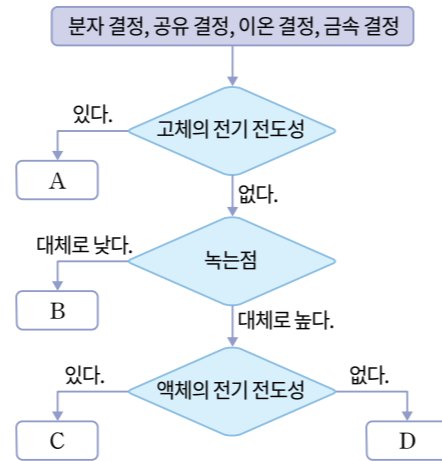 분자 결정, 공유 결정, 이온 결정, 금속 결정
있다.
고체의 전기 전도성
A
없다.
대체로 낮다.
녹는점
B
대체로 높다.
있다.
액체의 전기 전도성
없다.
C
D